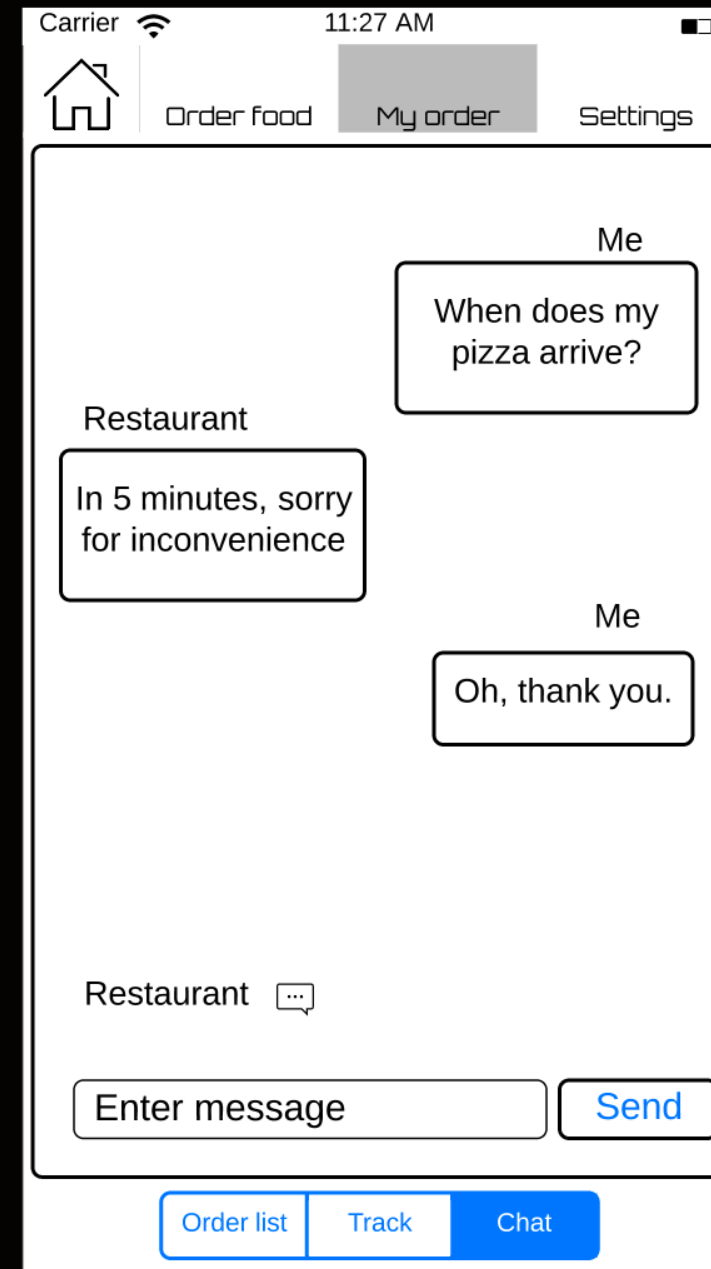 Carrier 11:27 AM
Order food My order Settings
Me
When does my
pizza arrive?
Restaurant
In 5 minutes, sorry
for inconvenience
Me
Oh, thank you.
Restaurant
Enter message Send
Order list Track Chat